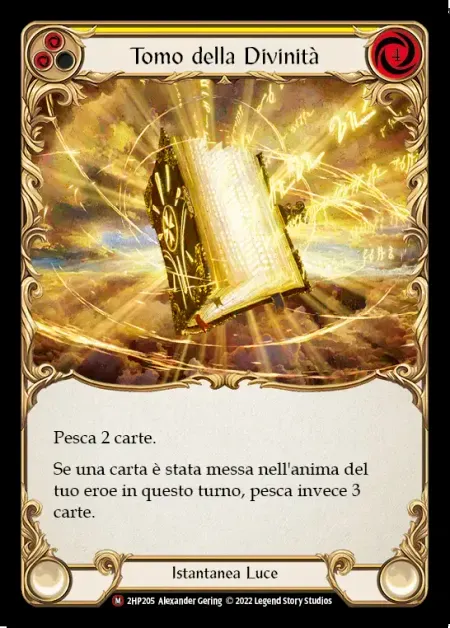 4
Tomo della Divinità
Pesca 2 carte.
Se una carta è stata messa nell'anima del
tuo eroe in questo turno, pesca invece 3
carte.
Istantanea Luce
M 2HP205 Alexander Gering © 2022 Legend Story Studios